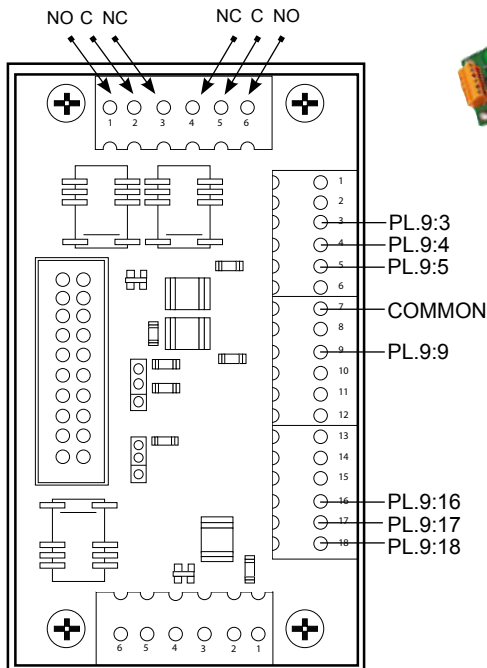 NO C NC NC C NO
1 2 3 4 5 6
1
2
3 PL.9:3
4 PL.9:4
5 PL.9:5
6
7 COMMON
8
9 PL.9:9
10
11
12
13
14
15
16 PL.9:16
17 PL.9:17
18 PL.9:18
6 5 4 3 2 1